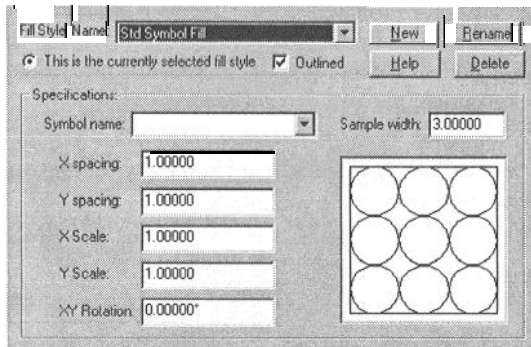 Fill Style Name: Std Symbol Fill New Rename
This is the currently selected fill style Outlined Help Delete
Specifications:
Symbol name: Sample width: 3.00000
X spacing: 1.00000
Y spacing: 1.00000
X Scale: 1.00000
Y Scale: 1.00000
XY Rotation: 0.00000°